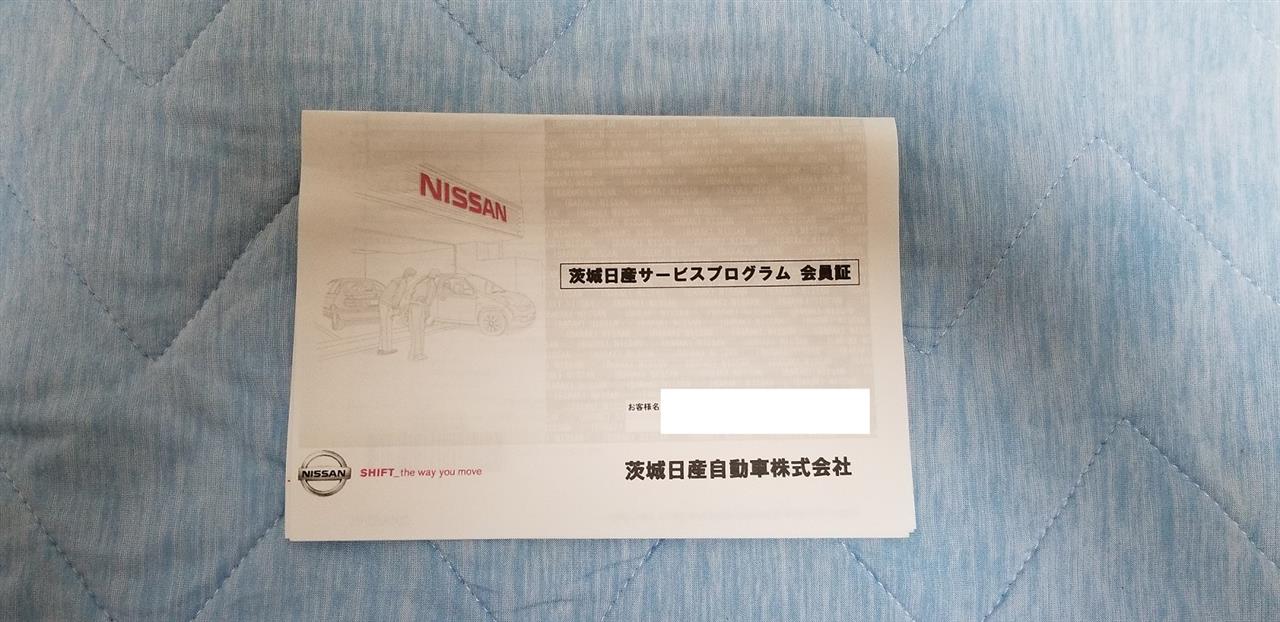 NISSAN
茨城日産サービスプログラム 会員証
お客様名
NISSAN
SHIFT_the way you move
茨城日産自動車株式会社